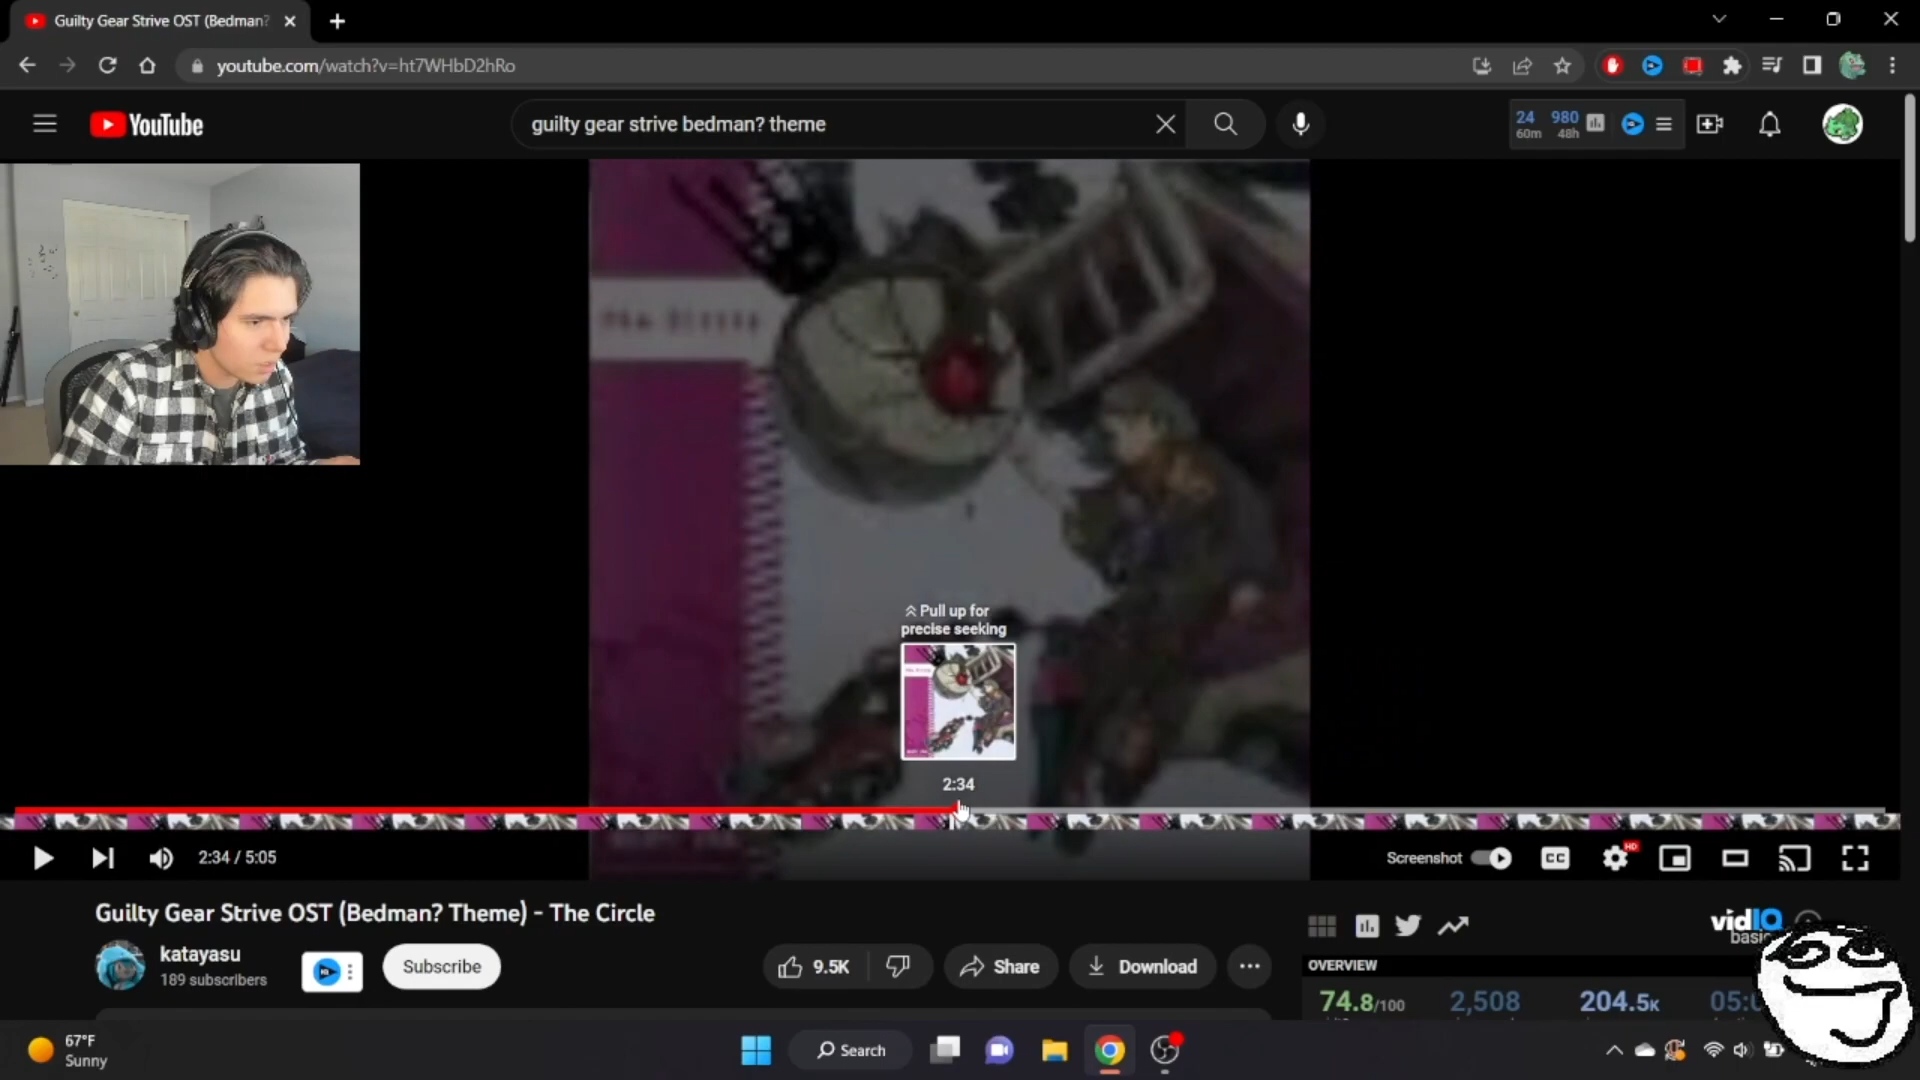 Guilty Gear Strive OST (Bedman?
youtube.com/watch?v=ht7WHbD2hRo
YouTube
guilty gear strive bedman? theme
24 980
60m 48h
Pull up for
precise seeking
2:34
2:34 / 5:05
Screenshot
CC
HD
Guilty Gear Strive OST (Bedman? Theme) - The Circle
katayasu
189 subscribers
Subscribe
9.5K
Share
Download
vidIQ
basic
OVERVIEW
74.8/100
2,508
204.5K
67°F
Sunny
Search